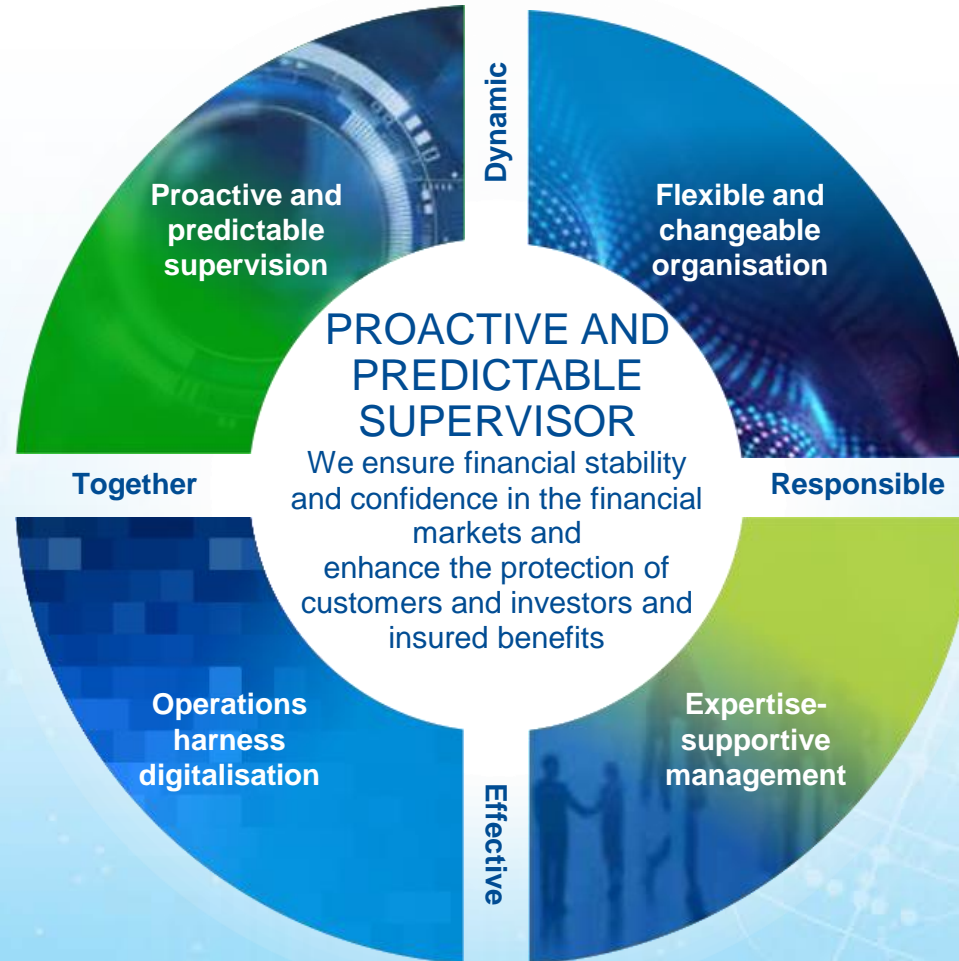 Dynamic
Proactive and
predictable
supervision
Flexible and
changeable
organisation
PROACTIVE AND
PREDICTABLE
SUPERVISOR
We ensure financial stability
and confidence in the financial
markets and
enhance the protection of
customers and investors and
insured benefits
Together
Responsible
Operations
harness
digitalisation
Expertise-
supportive
management
Effective